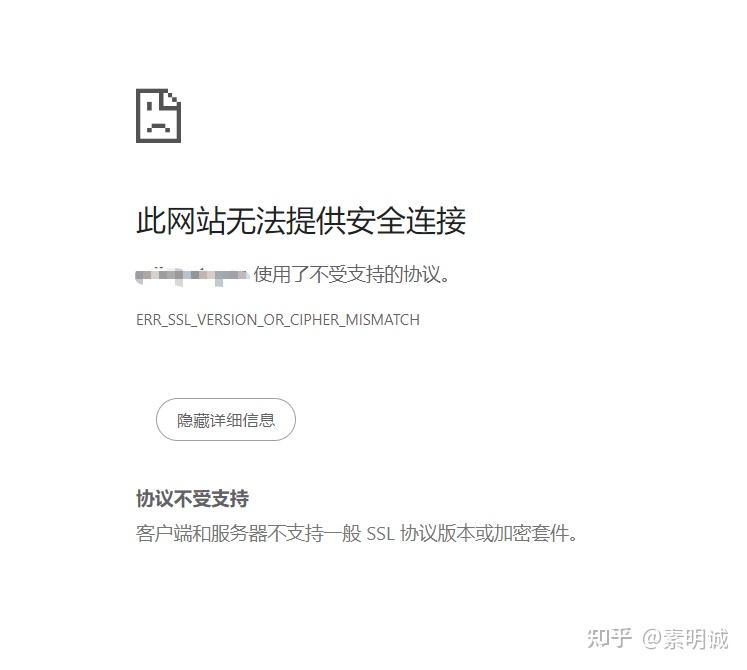 此网站无法提供安全连接
使用了不受支持的协议。
ERR_SSL_VERSION_OR_CIPHER_MISMATCH
隐藏详细信息
协议不受支持
客户端和服务器不支持一般 SSL 协议版本或加密套件。
知乎 @素明诚